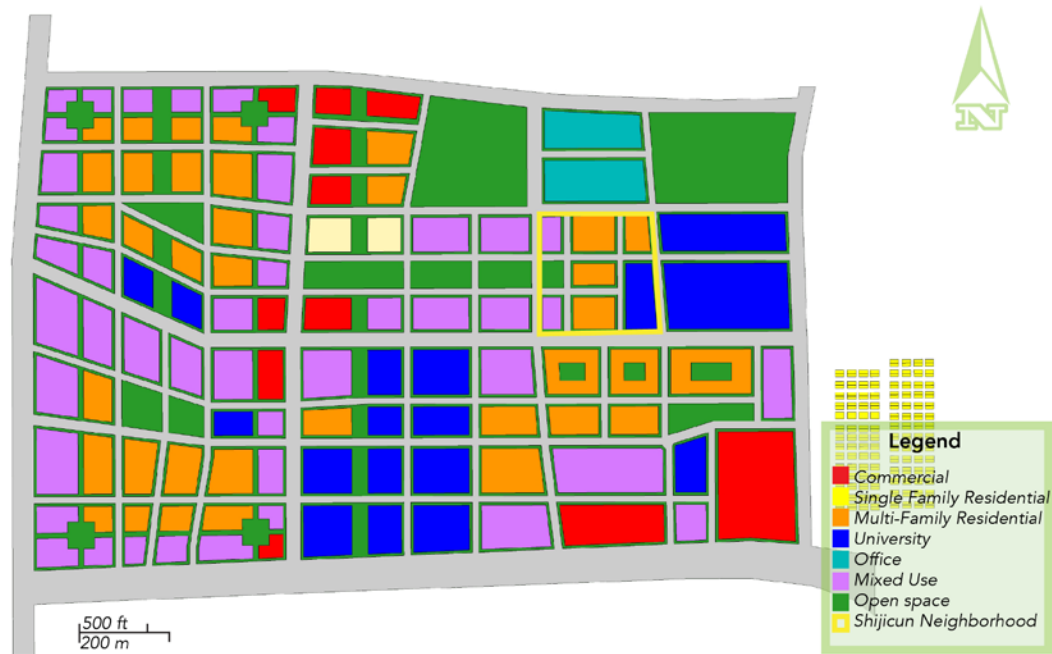 N
Legend
Commercial
Single Family Residential
Multi-Family Residential
University
Office
Mixed Use
Open space
Shijicun Neighborhood
500 ft
200 m